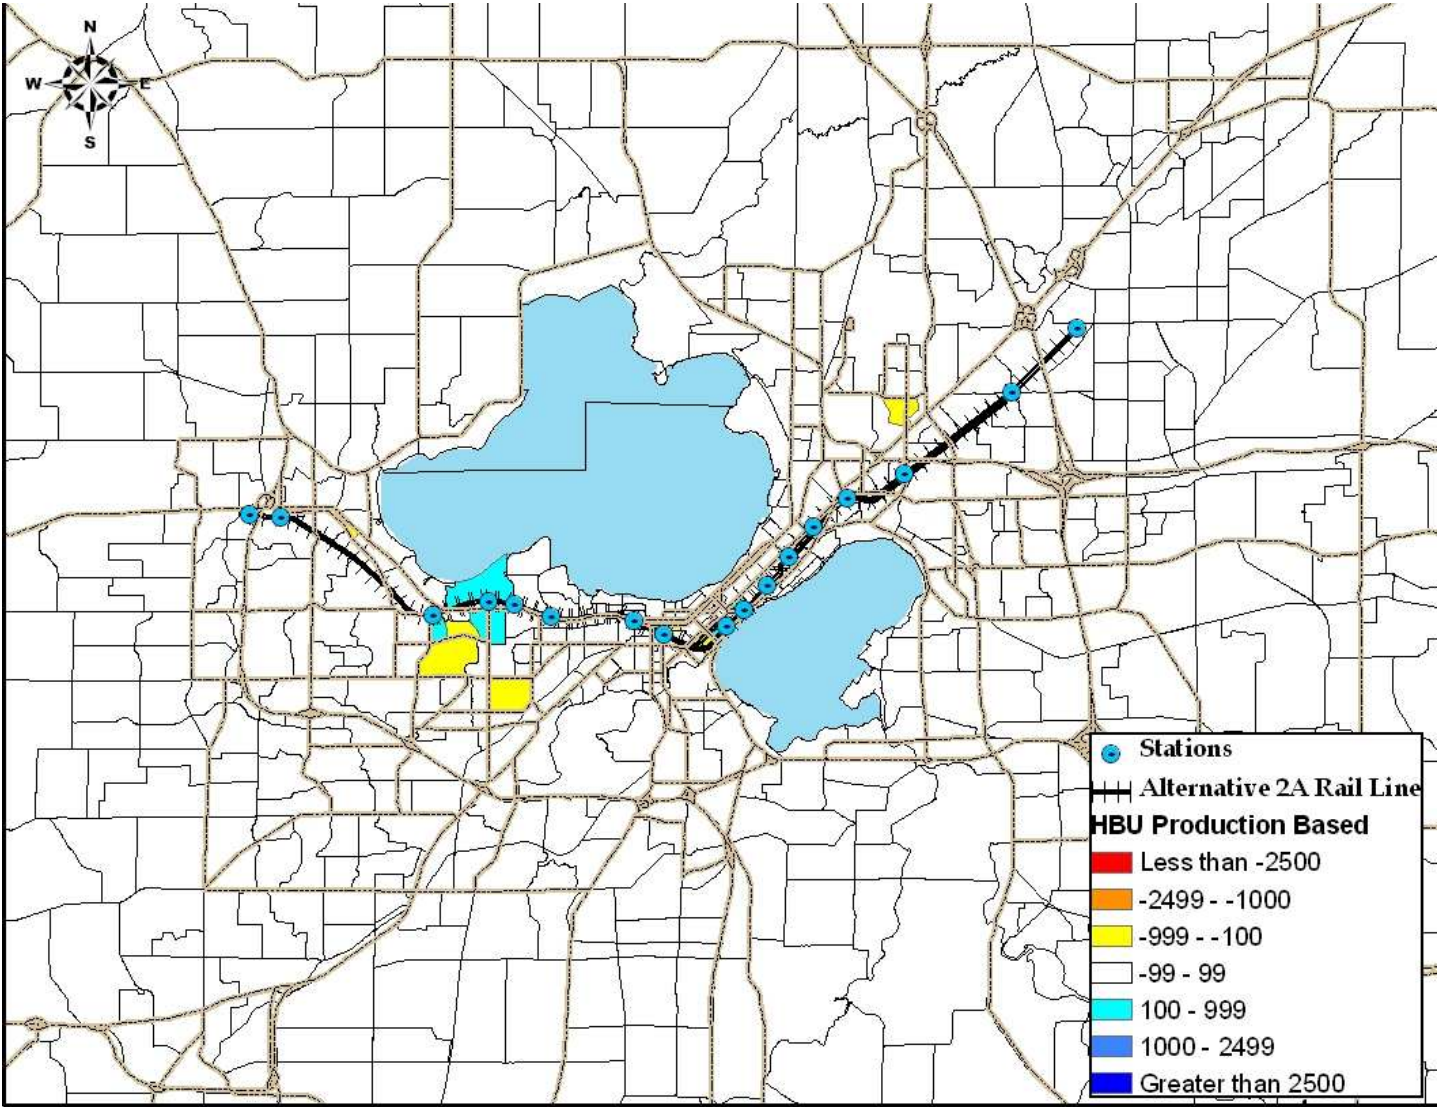 N
W E
S
Stations
Alternative 2A Rail Line
HBU Production Based
Less than -2500
-2499 - -1000
-999 - -100
-99 - 99
100 - 999
1000 - 2499
Greater than 2500